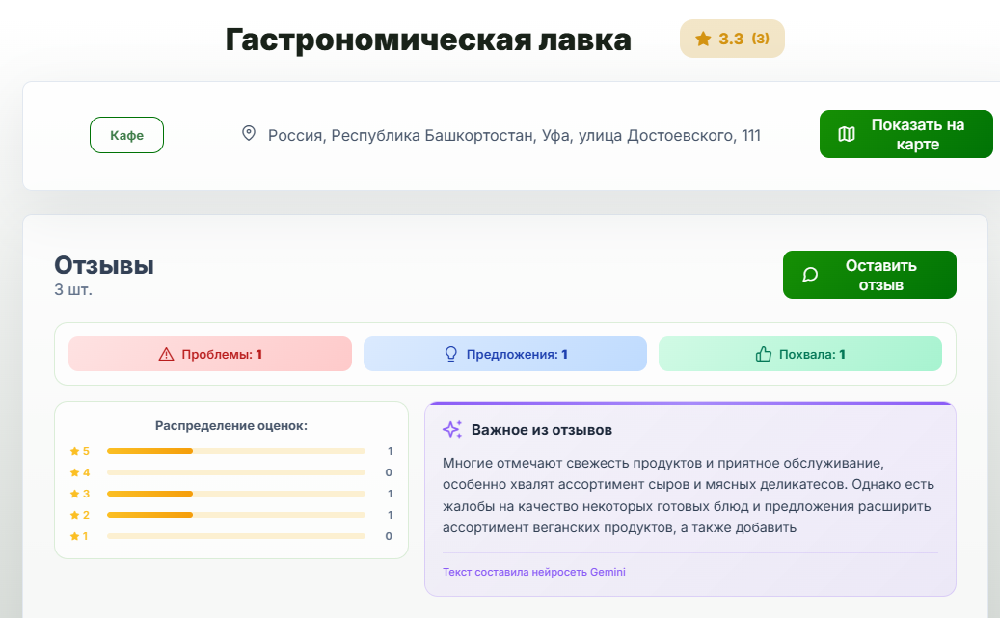 Гастрономическая лавка
3.3 (3)
Кафе
Россия, Республика Башкортостан, Уфа, улица Достоевского, 111
Показать на
карте
Отзывы
3 шт.
Оставить
отзыв
Проблемы: 1
Предложения: 1
Похвала: 1
Распределение оценок:
5 1
4 0
3 1
2 1
1 0
Важное из отзывов
Многие отмечают свежесть продуктов и приятное обслуживание,
особенно хвалят ассортимент сыров и мясных деликатесов. Однако есть
жалобы на качество некоторых готовых блюд и предложения расширить
ассортимент веганских продуктов, а также добавить
Текст составила нейросеть Gemini